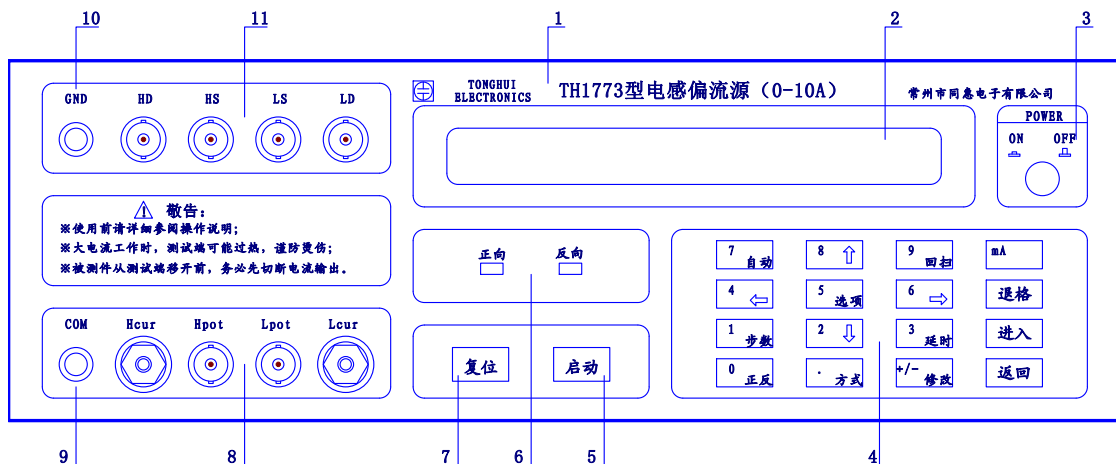 10 11 1 2 3
TONGHUI
ELECTRONICS
TH1773型电感偏流源（0-10A）
常州市同惠电子有限公司
GND HD HS LS LD
POWER
ON OFF
敬告：
※使用前请详细参阅操作说明；
※大电流工作时，测试端可能过热，谨防烫伤；
※被测件从测试端移开前，务必先切断电流输出。
正向 反向
7 自动 8 ⇧ 9 回扫 mA
4 ⇦ 5 选项 6 ⇨ 退格
1 步数 2 ⇩ 3 延时 进入
0 正反 . 方式 +/- 修改 返回
COM Hcur Hpot Lpot Lcur
复位 启动
9 8 7 6 5 4